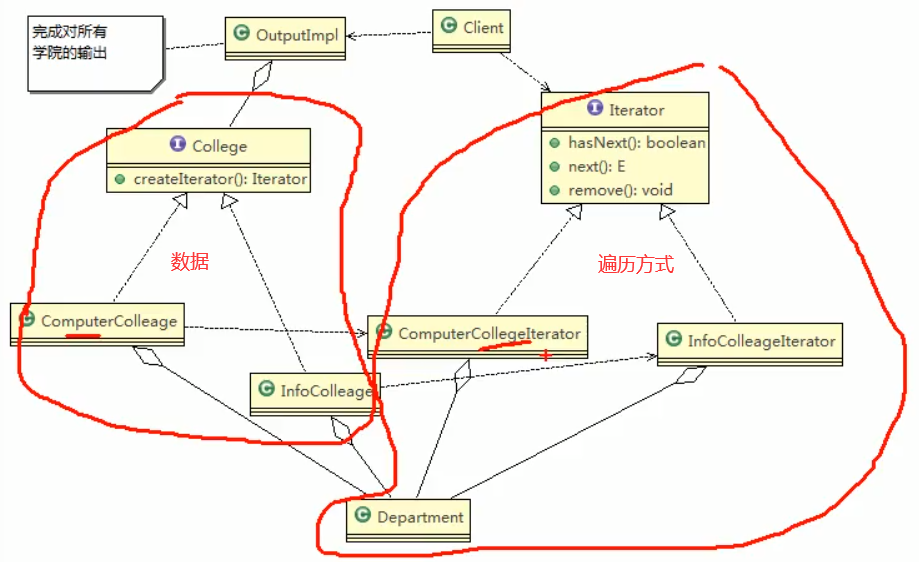 完成对所有
学院的输出
C OutputImpl
C Client
I College
createIterator(): Iterator
I Iterator
hasNext(): boolean
next(): E
remove(): void
数据
遍历方式
C ComputerColleage
C ComputerCollegeIterator
C InfoColleageIterator
C InfoColleage
C Department